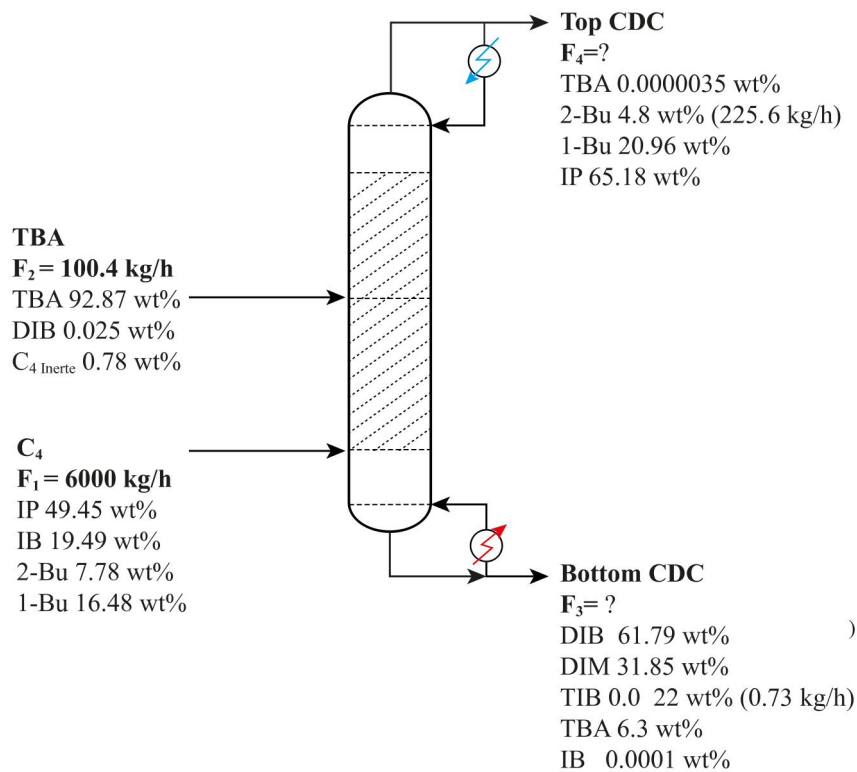 Top CDC
F₄=?
TBA 0.0000035 wt%
2-Bu 4.8 wt% (225.6 kg/h)
1-Bu 20.96 wt%
IP 65.18 wt%
TBA
F₂ = 100.4 kg/h
TBA 92.87 wt%
DIB 0.025 wt%
C₄ Inerte 0.78 wt%
C₄
F₁ = 6000 kg/h
IP 49.45 wt%
IB 19.49 wt%
2-Bu 7.78 wt%
1-Bu 16.48 wt%
Bottom CDC
F₃= ?
DIB 61.79 wt% )
DIM 31.85 wt%
TIB 0.0 22 wt% (0.73 kg/h)
TBA 6.3 wt%
IB 0.0001 wt%